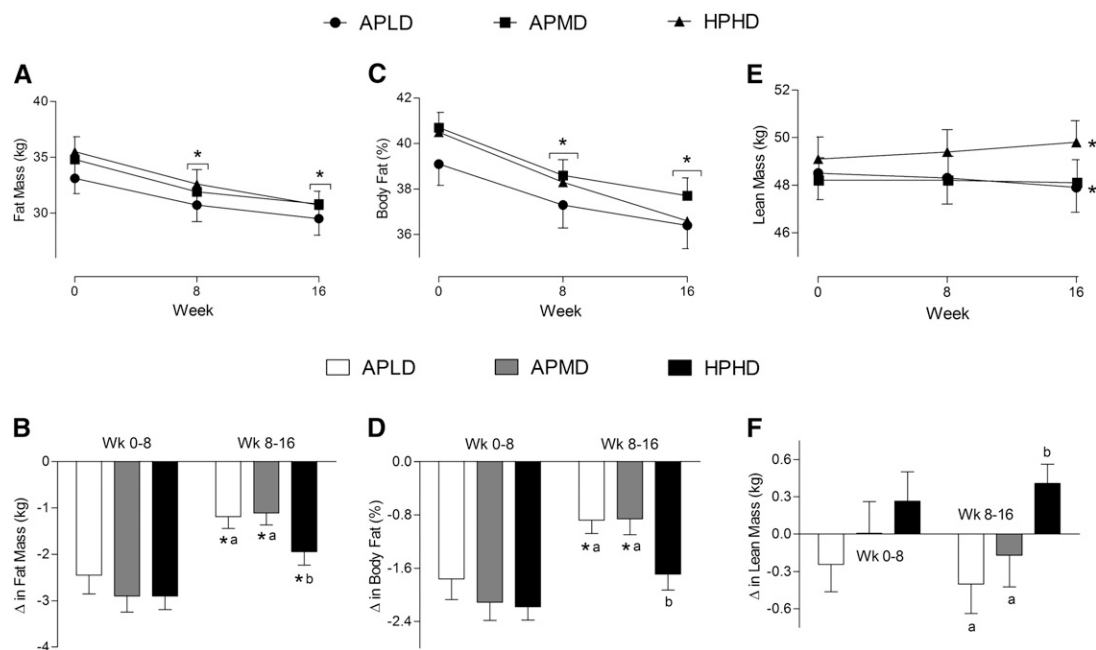 APLD APMD HPHD
A
Fat Mass (kg)
40
35
30
0 8 16
Week
* *
C
Body Fat (%)
42
40
38
36
0 8 16
Week
* *
E
Lean Mass (kg)
52
50
48
46
0 8 16
Week
*
*
APLD APMD HPHD
B
Δ in Fat Mass (kg)
Wk 0-8 Wk 8-16
0
-1
-2
-3
-4
*a *a
*b
D
Δ in Body Fat (%)
Wk 0-8 Wk 8-16
0.0
-0.8
-1.6
-2.4
*a *a
b
F
Δ in Lean Mass (kg)
0.6
0.3
0.0
-0.3
-0.6
b
Wk 8-16
Wk 0-8
a
a